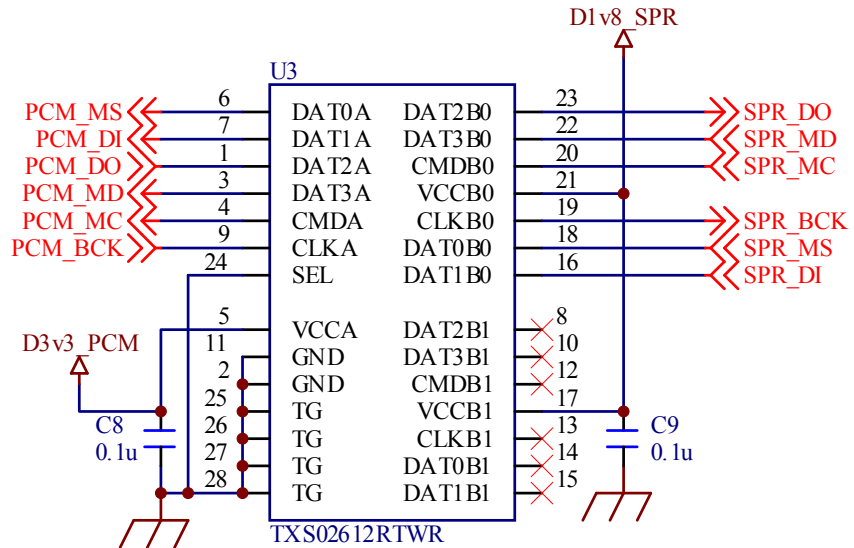 D1v8_SPR
U3
PCM_MS 6 DAT0A DAT2B0 23 SPR_DO
PCM_DI 7 DAT1A DAT3B0 22 SPR_MD
PCM_DO 1 DAT2A CMDB0 20 SPR_MC
PCM_MD 3 DAT3A VCCB0 21
PCM_MC 4 CMDA CLKB0 19 SPR_BCK
PCM_BCK 9 CLKA DAT0B0 18 SPR_MS
24 SEL DAT1B0 16 SPR_DI
5 VCCA DAT2B1 8
D3v3_PCM 11 GND DAT3B1 10
2 GND CMDB1 12
25 TG VCCB1 17
C8 26 TG CLKB1 13 C9
0.1u 27 TG DAT0B1 14 0.1u
28 TG DAT1B1 15
TXS02612RTWR